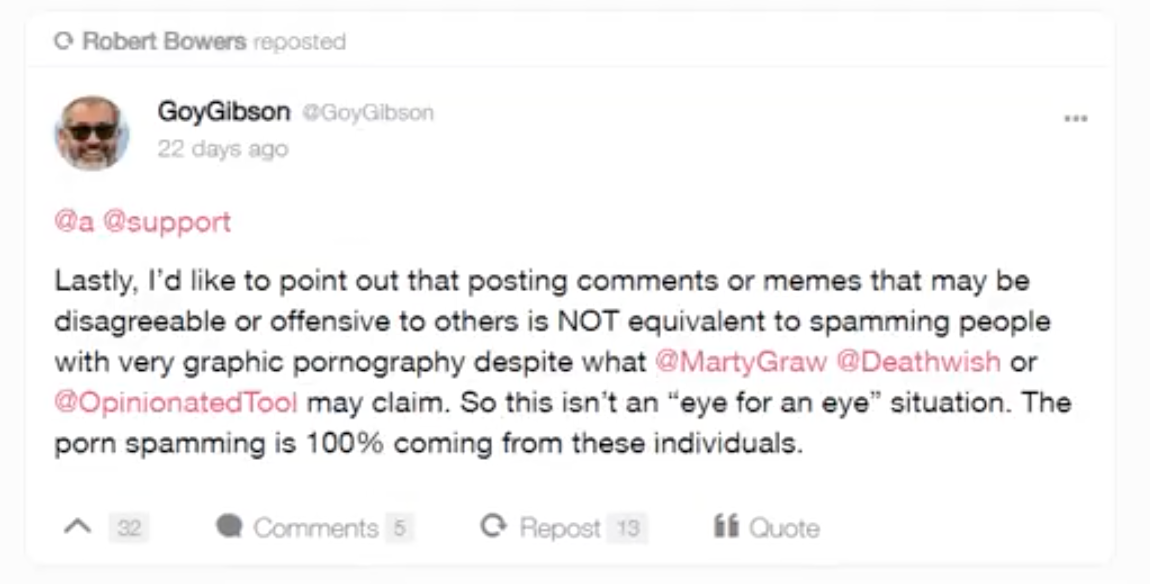 Robert Bowers reposted
GoyGibson @GoyGibson
22 days ago
@a @support
Lastly, I'd like to point out that posting comments or memes that may be
disagreeable or offensive to others is NOT equivalent to spamming people
with very graphic pornography despite what @MartyGraw @Deathwish or
@OpinionatedTool may claim. So this isn't an “eye for an eye” situation. The
porn spamming is 100% coming from these individuals.
32 Comments 5 Repost 13 Quote